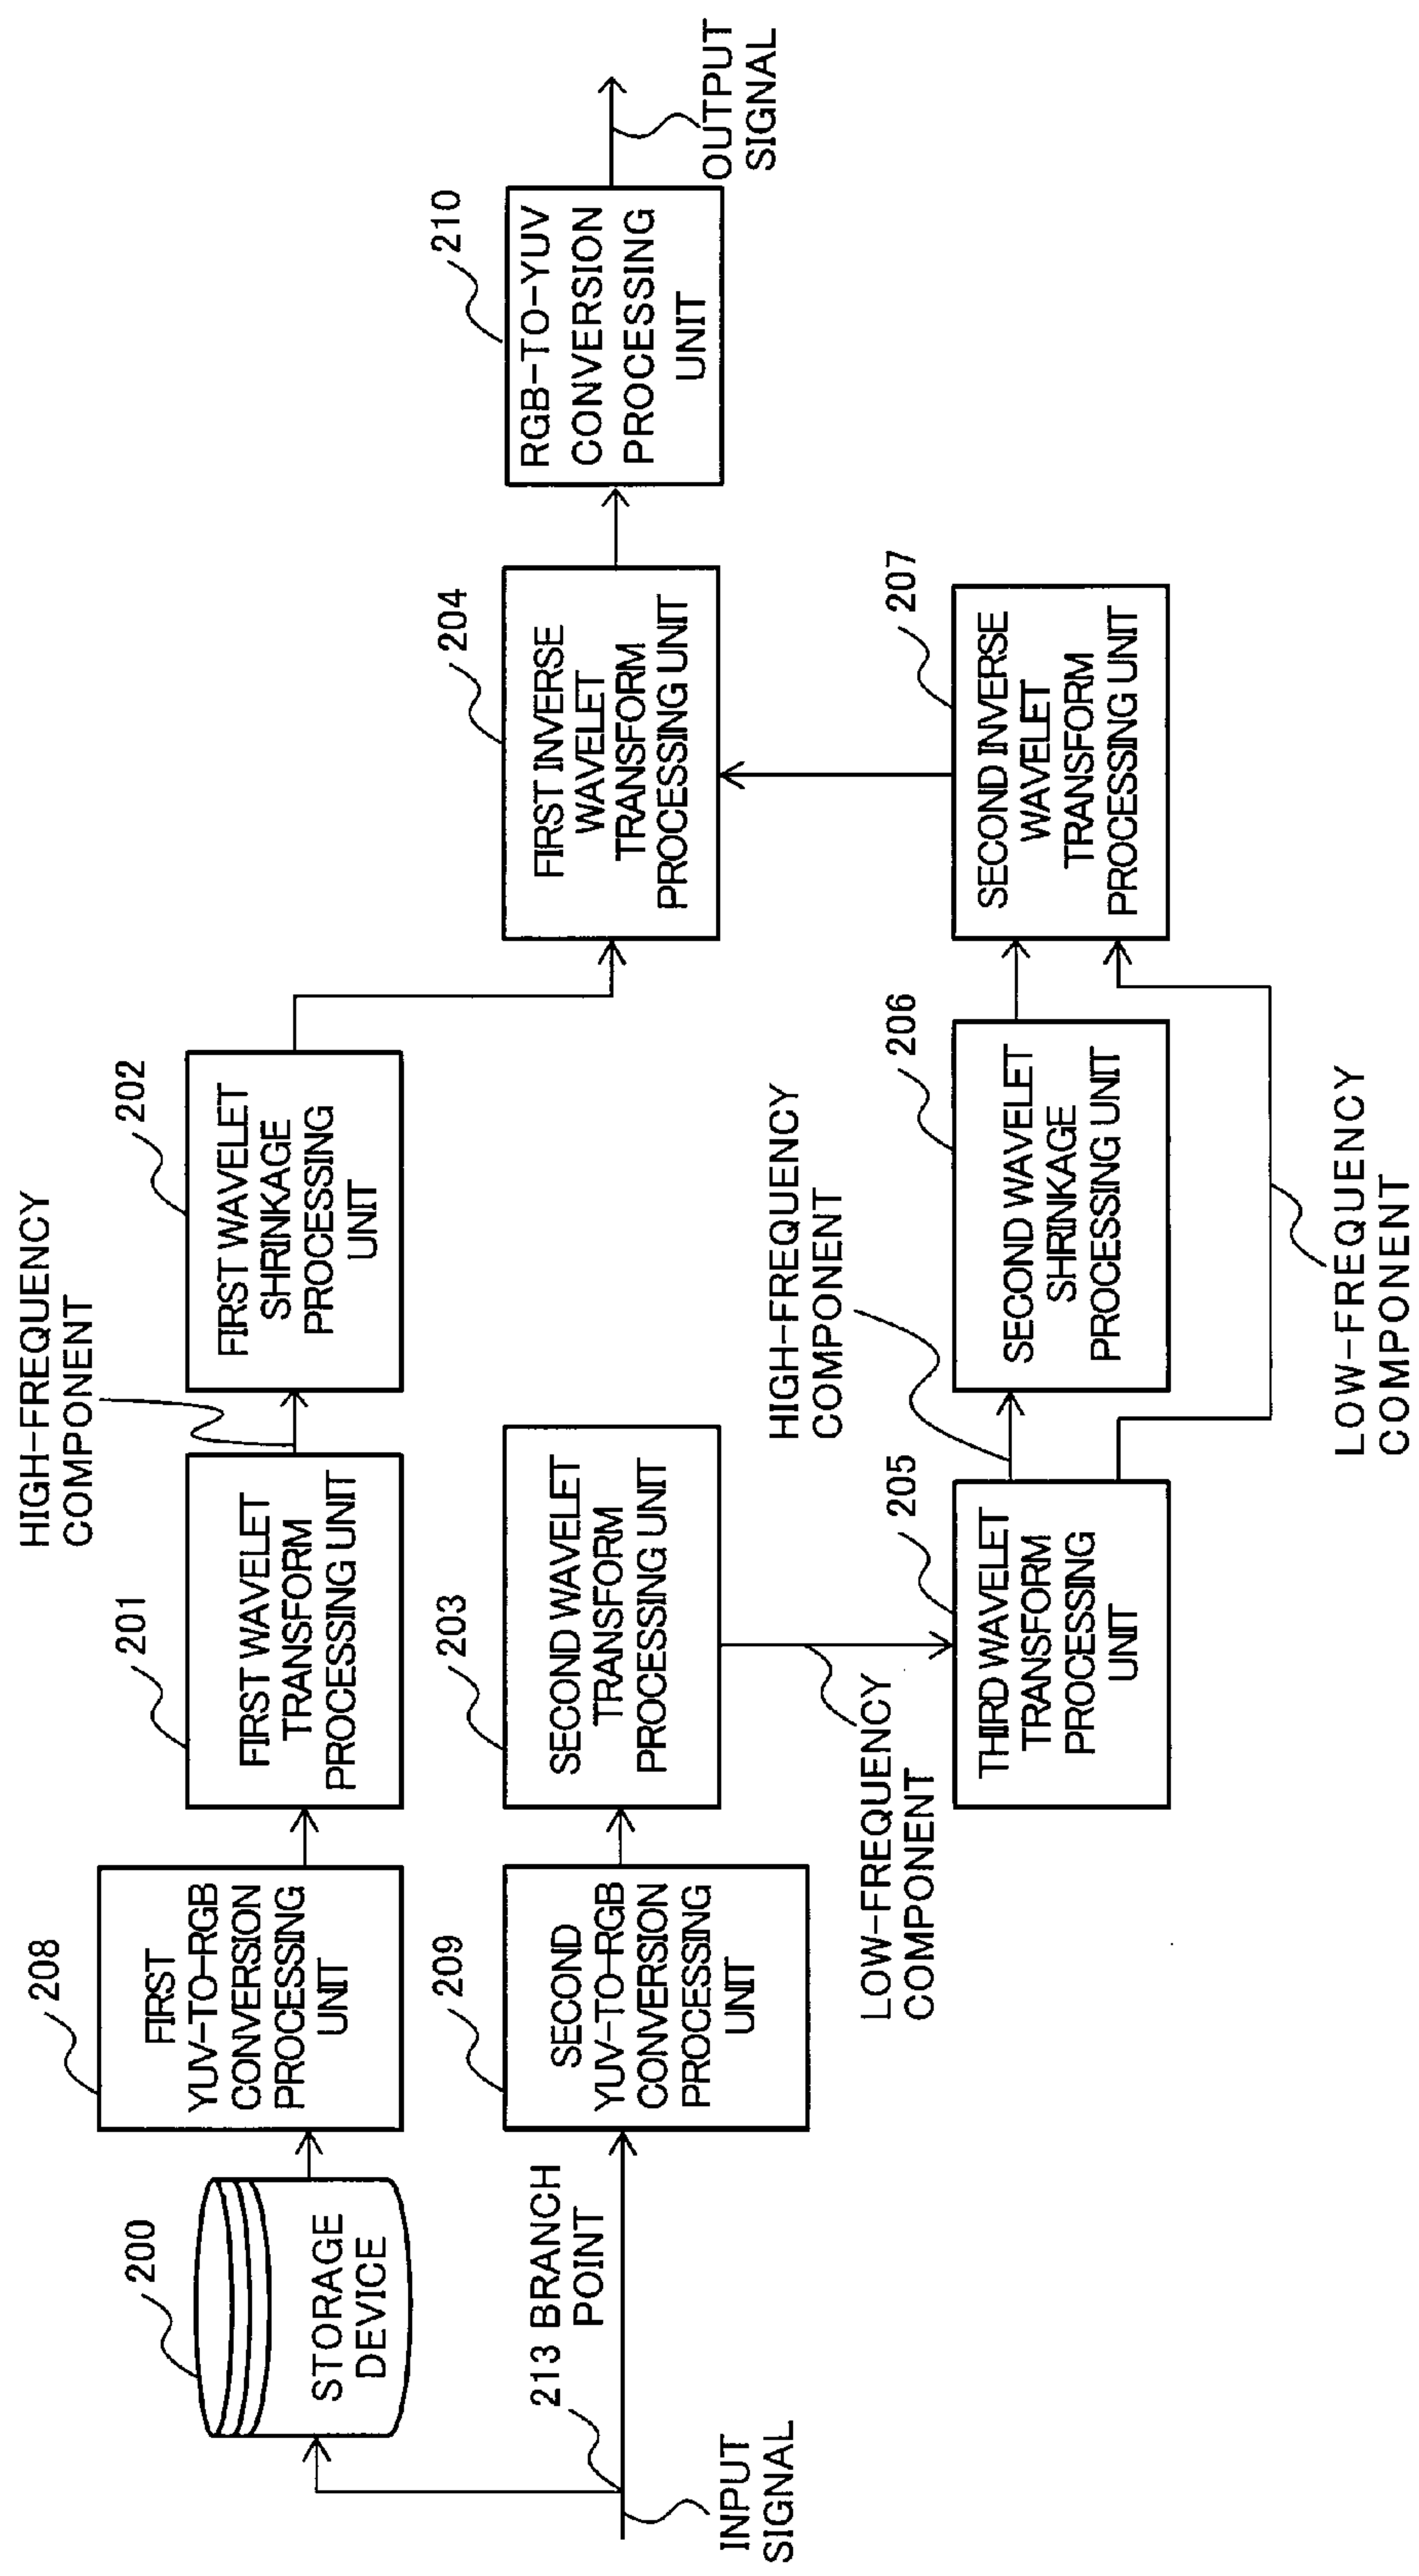 INPUT
SIGNAL
213 BRANCH
POINT
200
STORAGE
DEVICE
208
FIRST
YUV-TO-RGB
CONVERSION
PROCESSING
UNIT
209
SECOND
YUV-TO-RGB
CONVERSION
PROCESSING
UNIT
201
FIRST WAVELET
TRANSFORM
PROCESSING UNIT
HIGH-FREQUENCY
COMPONENT
202
FIRST WAVELET
SHRINKAGE
PROCESSING
UNIT
203
SECOND WAVELET
TRANSFORM
PROCESSING UNIT
LOW-FREQUENCY
COMPONENT
205
THIRD WAVELET
TRANSFORM
PROCESSING
UNIT
HIGH-FREQUENCY
COMPONENT
206
SECOND WAVELET
SHRINKAGE
PROCESSING UNIT
LOW-FREQUENCY
COMPONENT
207
SECOND INVERSE
WAVELET
TRANSFORM
PROCESSING UNIT
204
FIRST INVERSE
WAVELET
TRANSFORM
PROCESSING UNIT
210
RGB-TO-YUV
CONVERSION
PROCESSING
UNIT
OUTPUT
SIGNAL